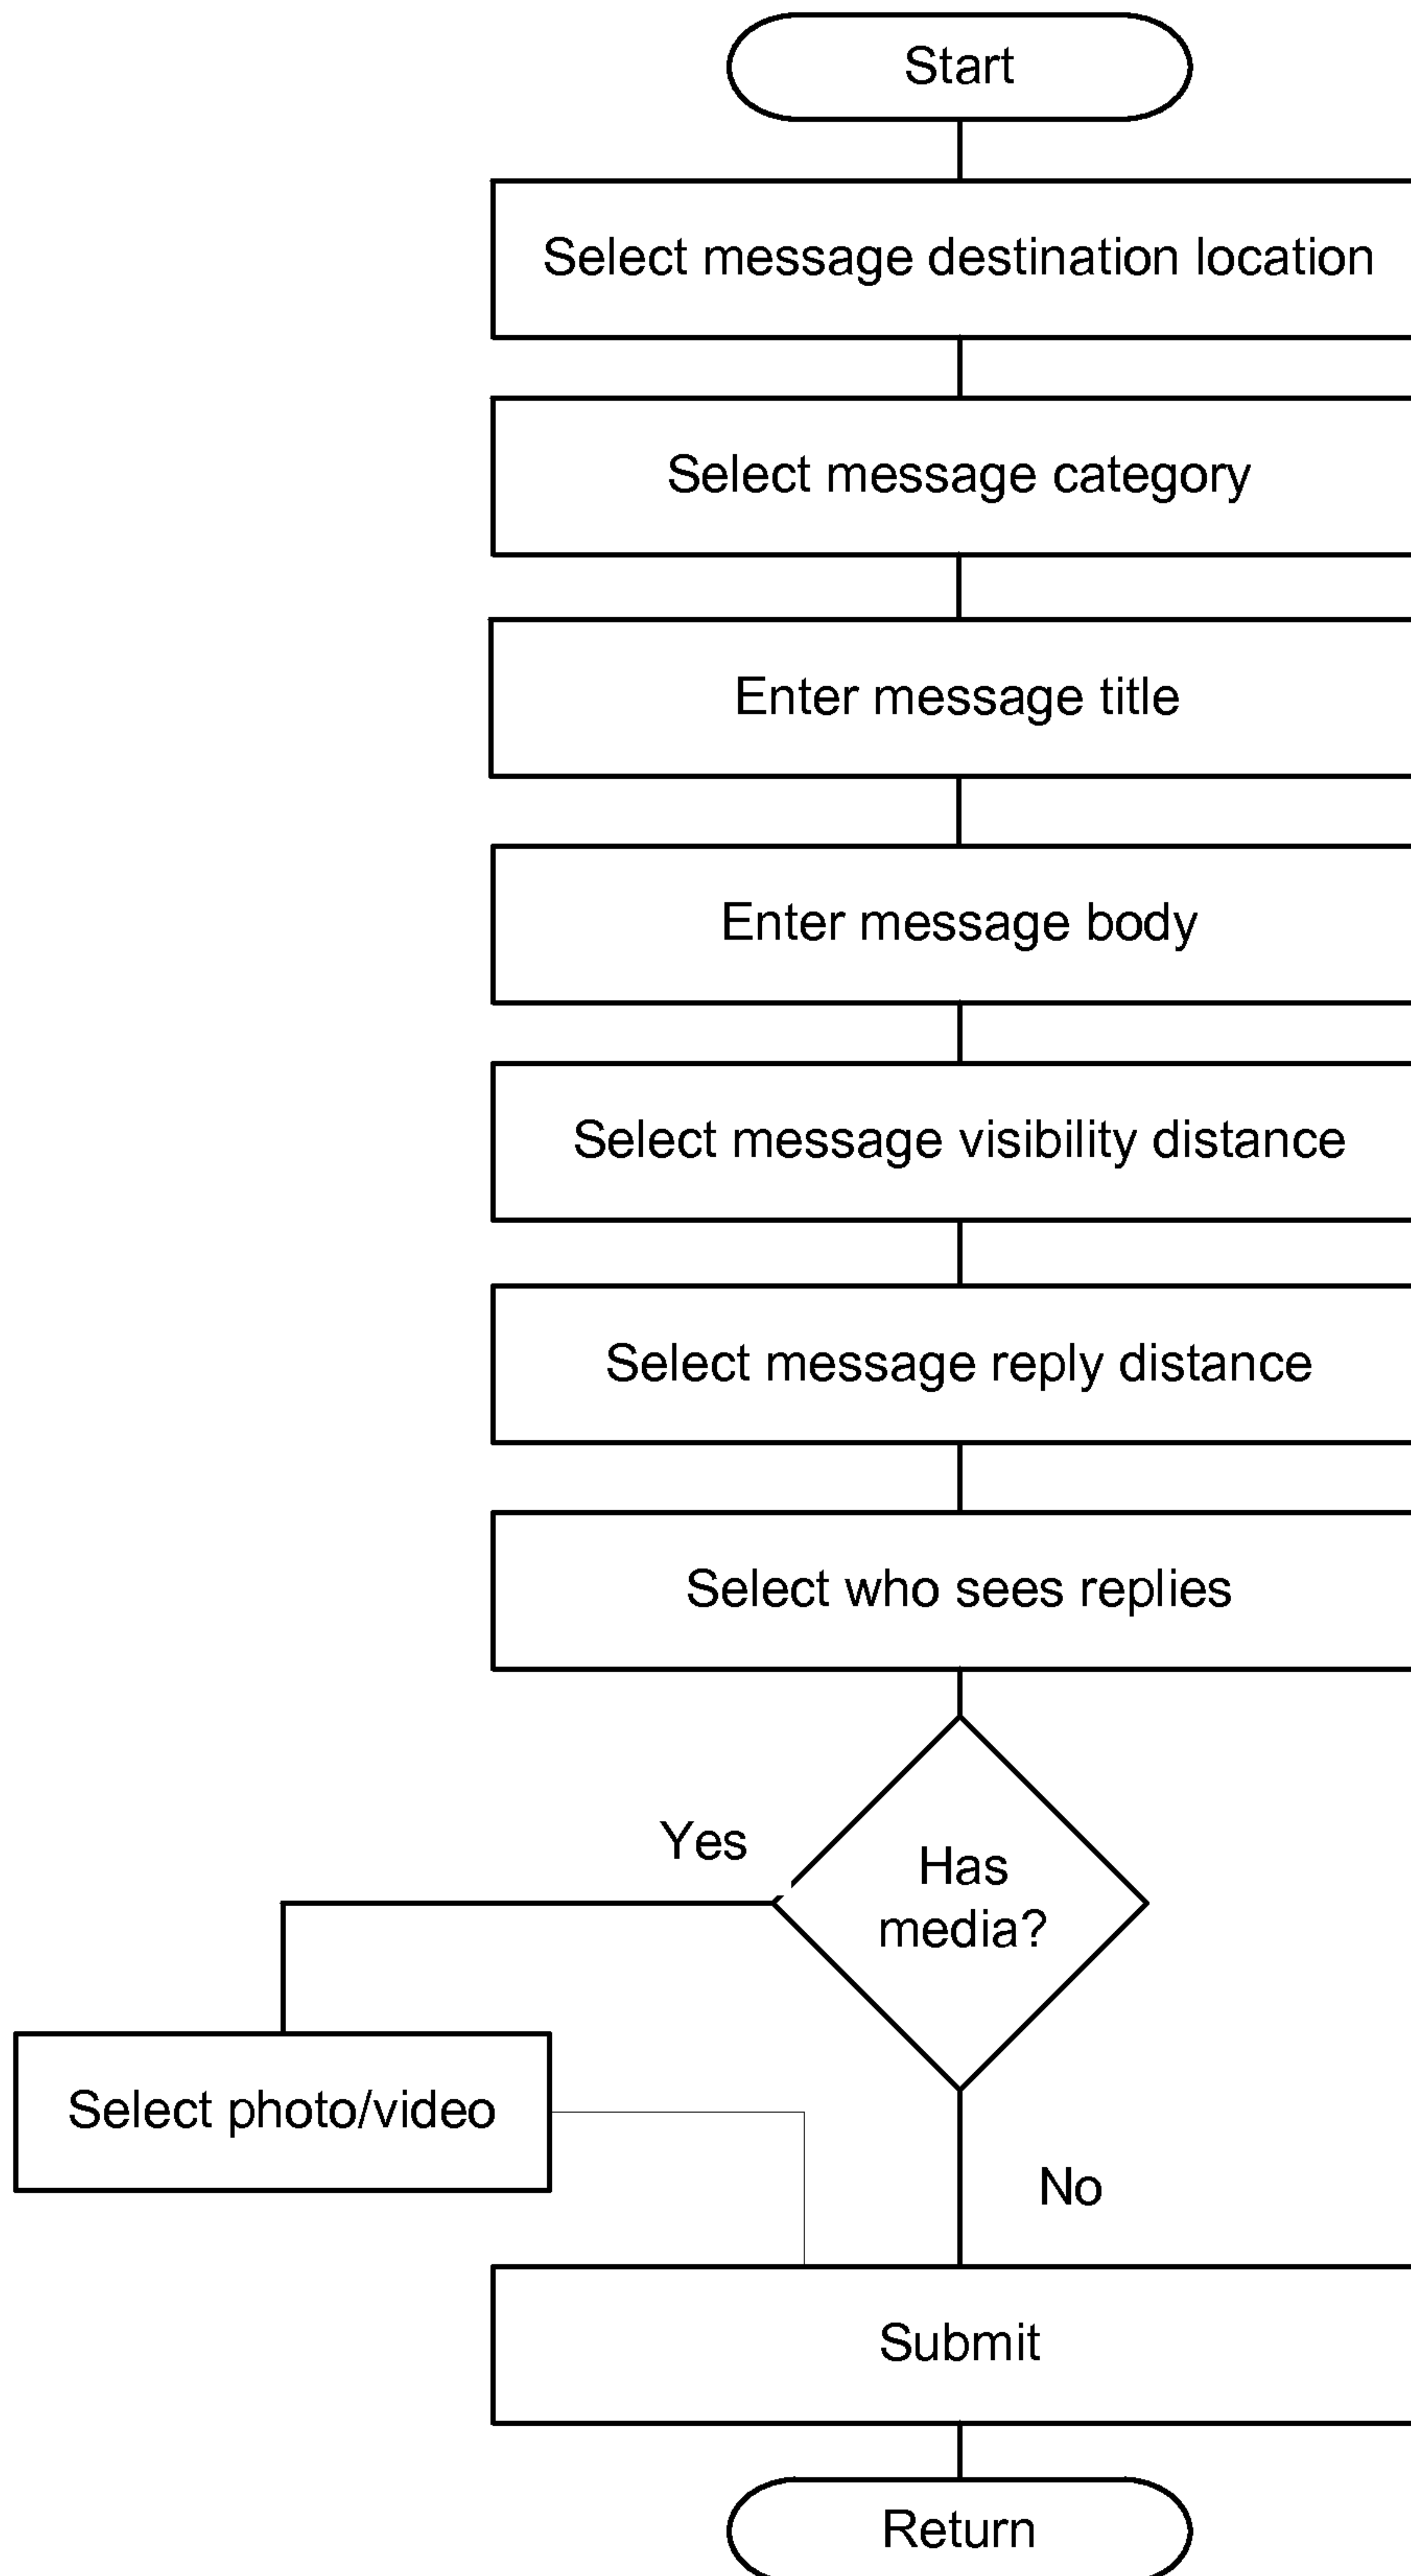 Start
Select message destination location
Select message category
Enter message title
Enter message body
Select message visibility distance
Select message reply distance
Select who sees replies
Yes
Has
media?
Select photo/video
No
Submit
Return